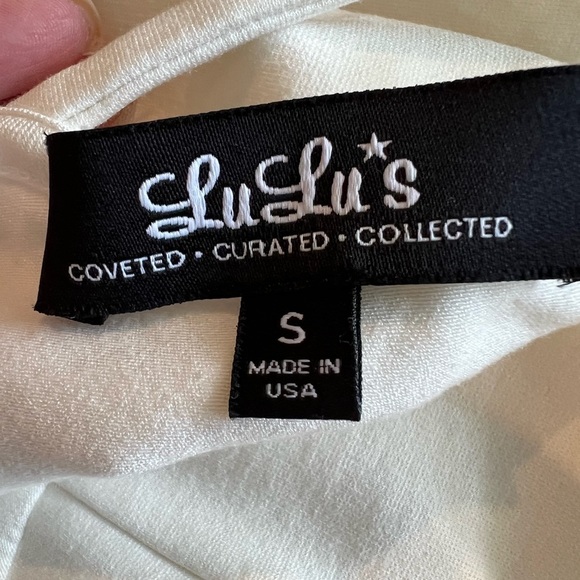 LuLu*s
COVETED · CURATED · COLLECTED
S
MADE IN
USA